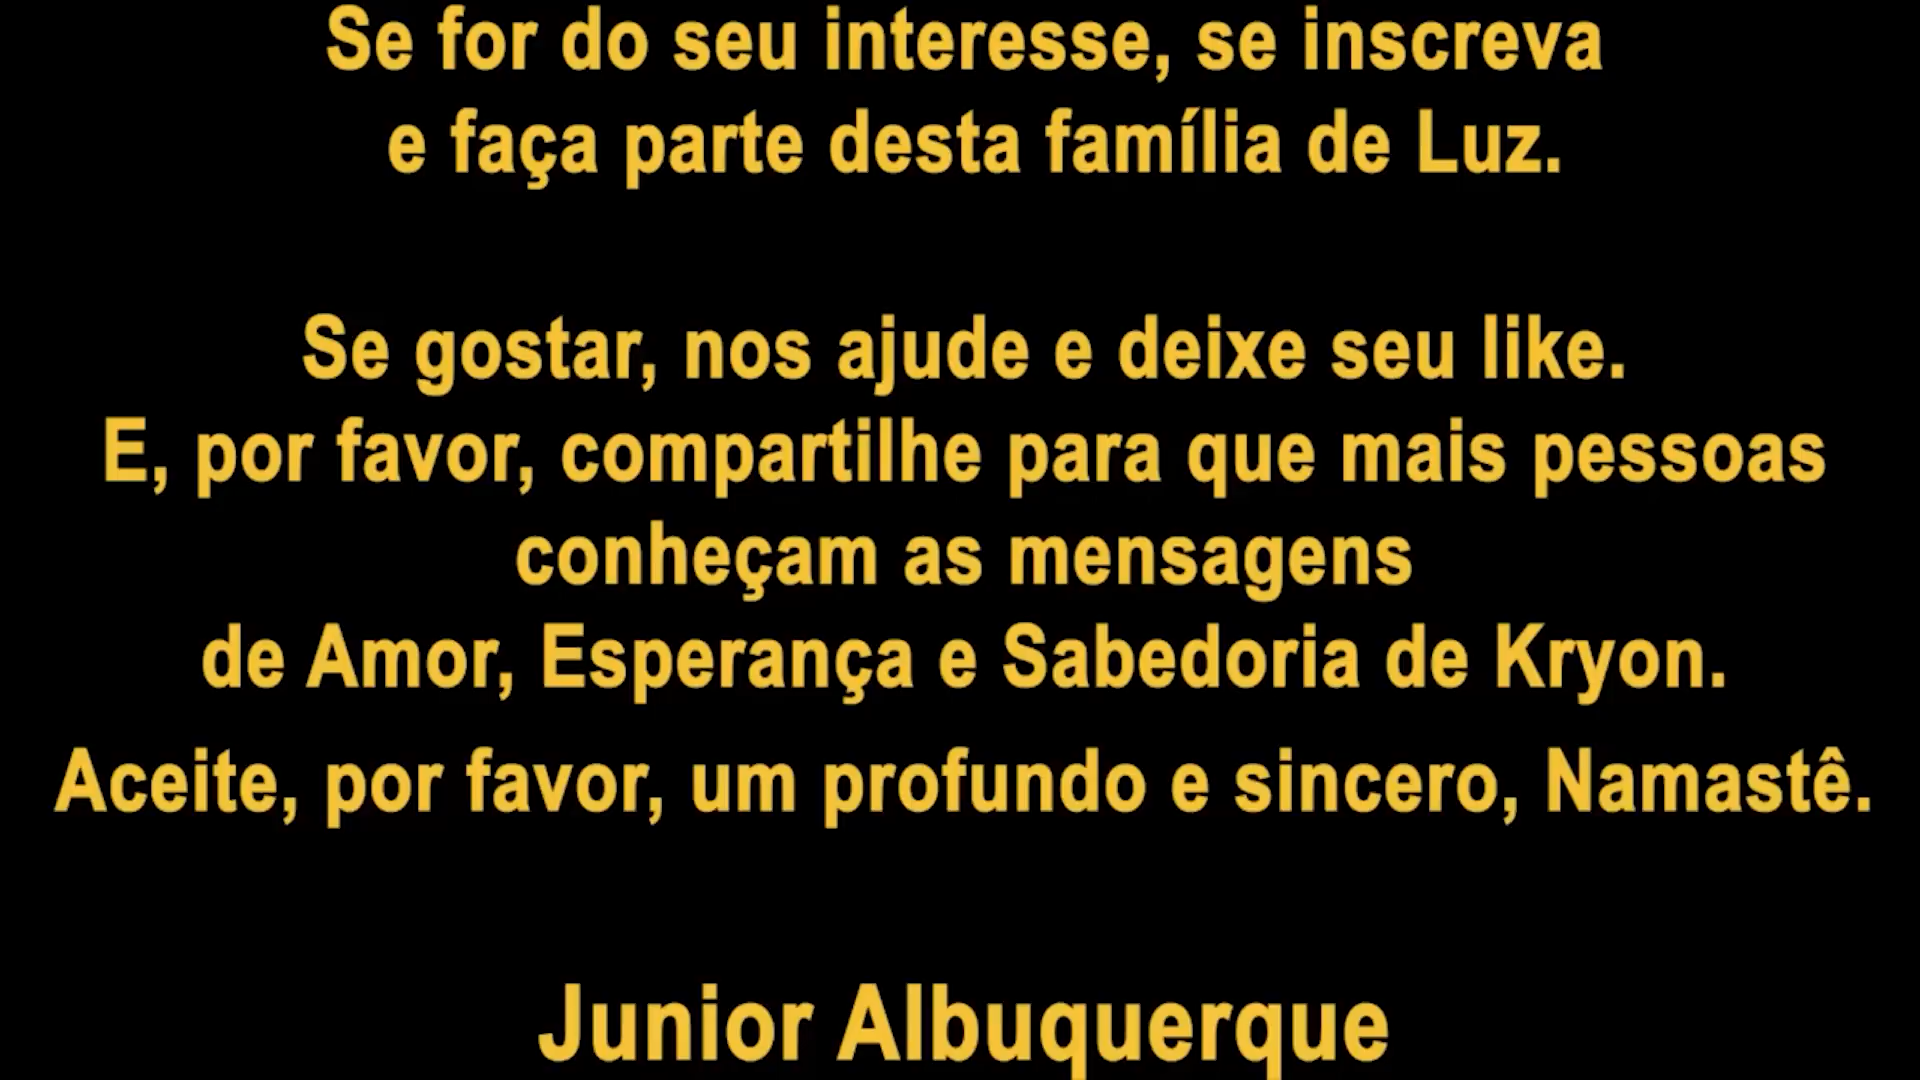 Se for do seu interesse, se inscreva
e faça parte desta família de Luz.
Se gostar, nos ajude e deixe seu like.
E, por favor, compartilhe para que mais pessoas
conheçam as mensagens
de Amor, Esperança e Sabedoria de Kryon.
Aceite, por favor, um profundo e sincero, Namastê.
Junior Albuquerque